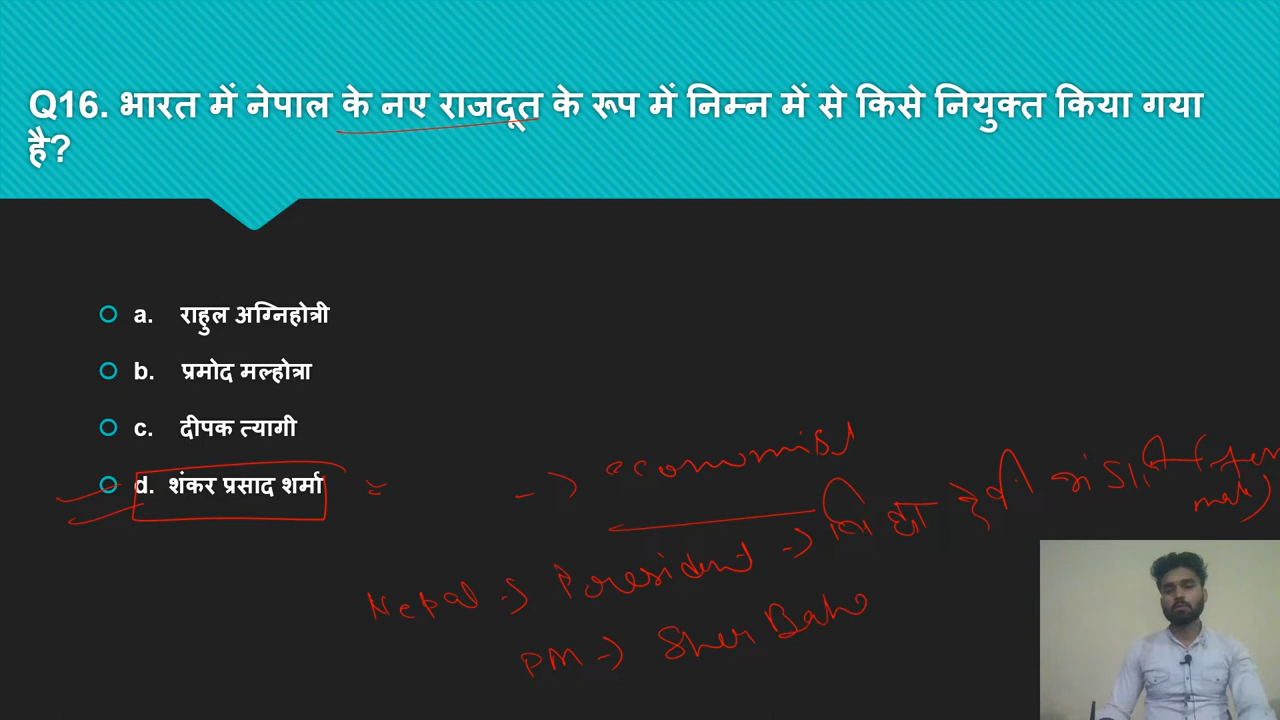 Q16. भारत में नेपाल के नए राजदूत के रूप में निम्न में से किसे नियुक्त किया गया
है?
a. राहुल अग्निहोत्री
b. प्रमोद मल्होत्रा
c. दीपक त्यागी
d. शंकर प्रसाद शर्मा
economist
Nepal → President → देवी
PM → Sher Baha